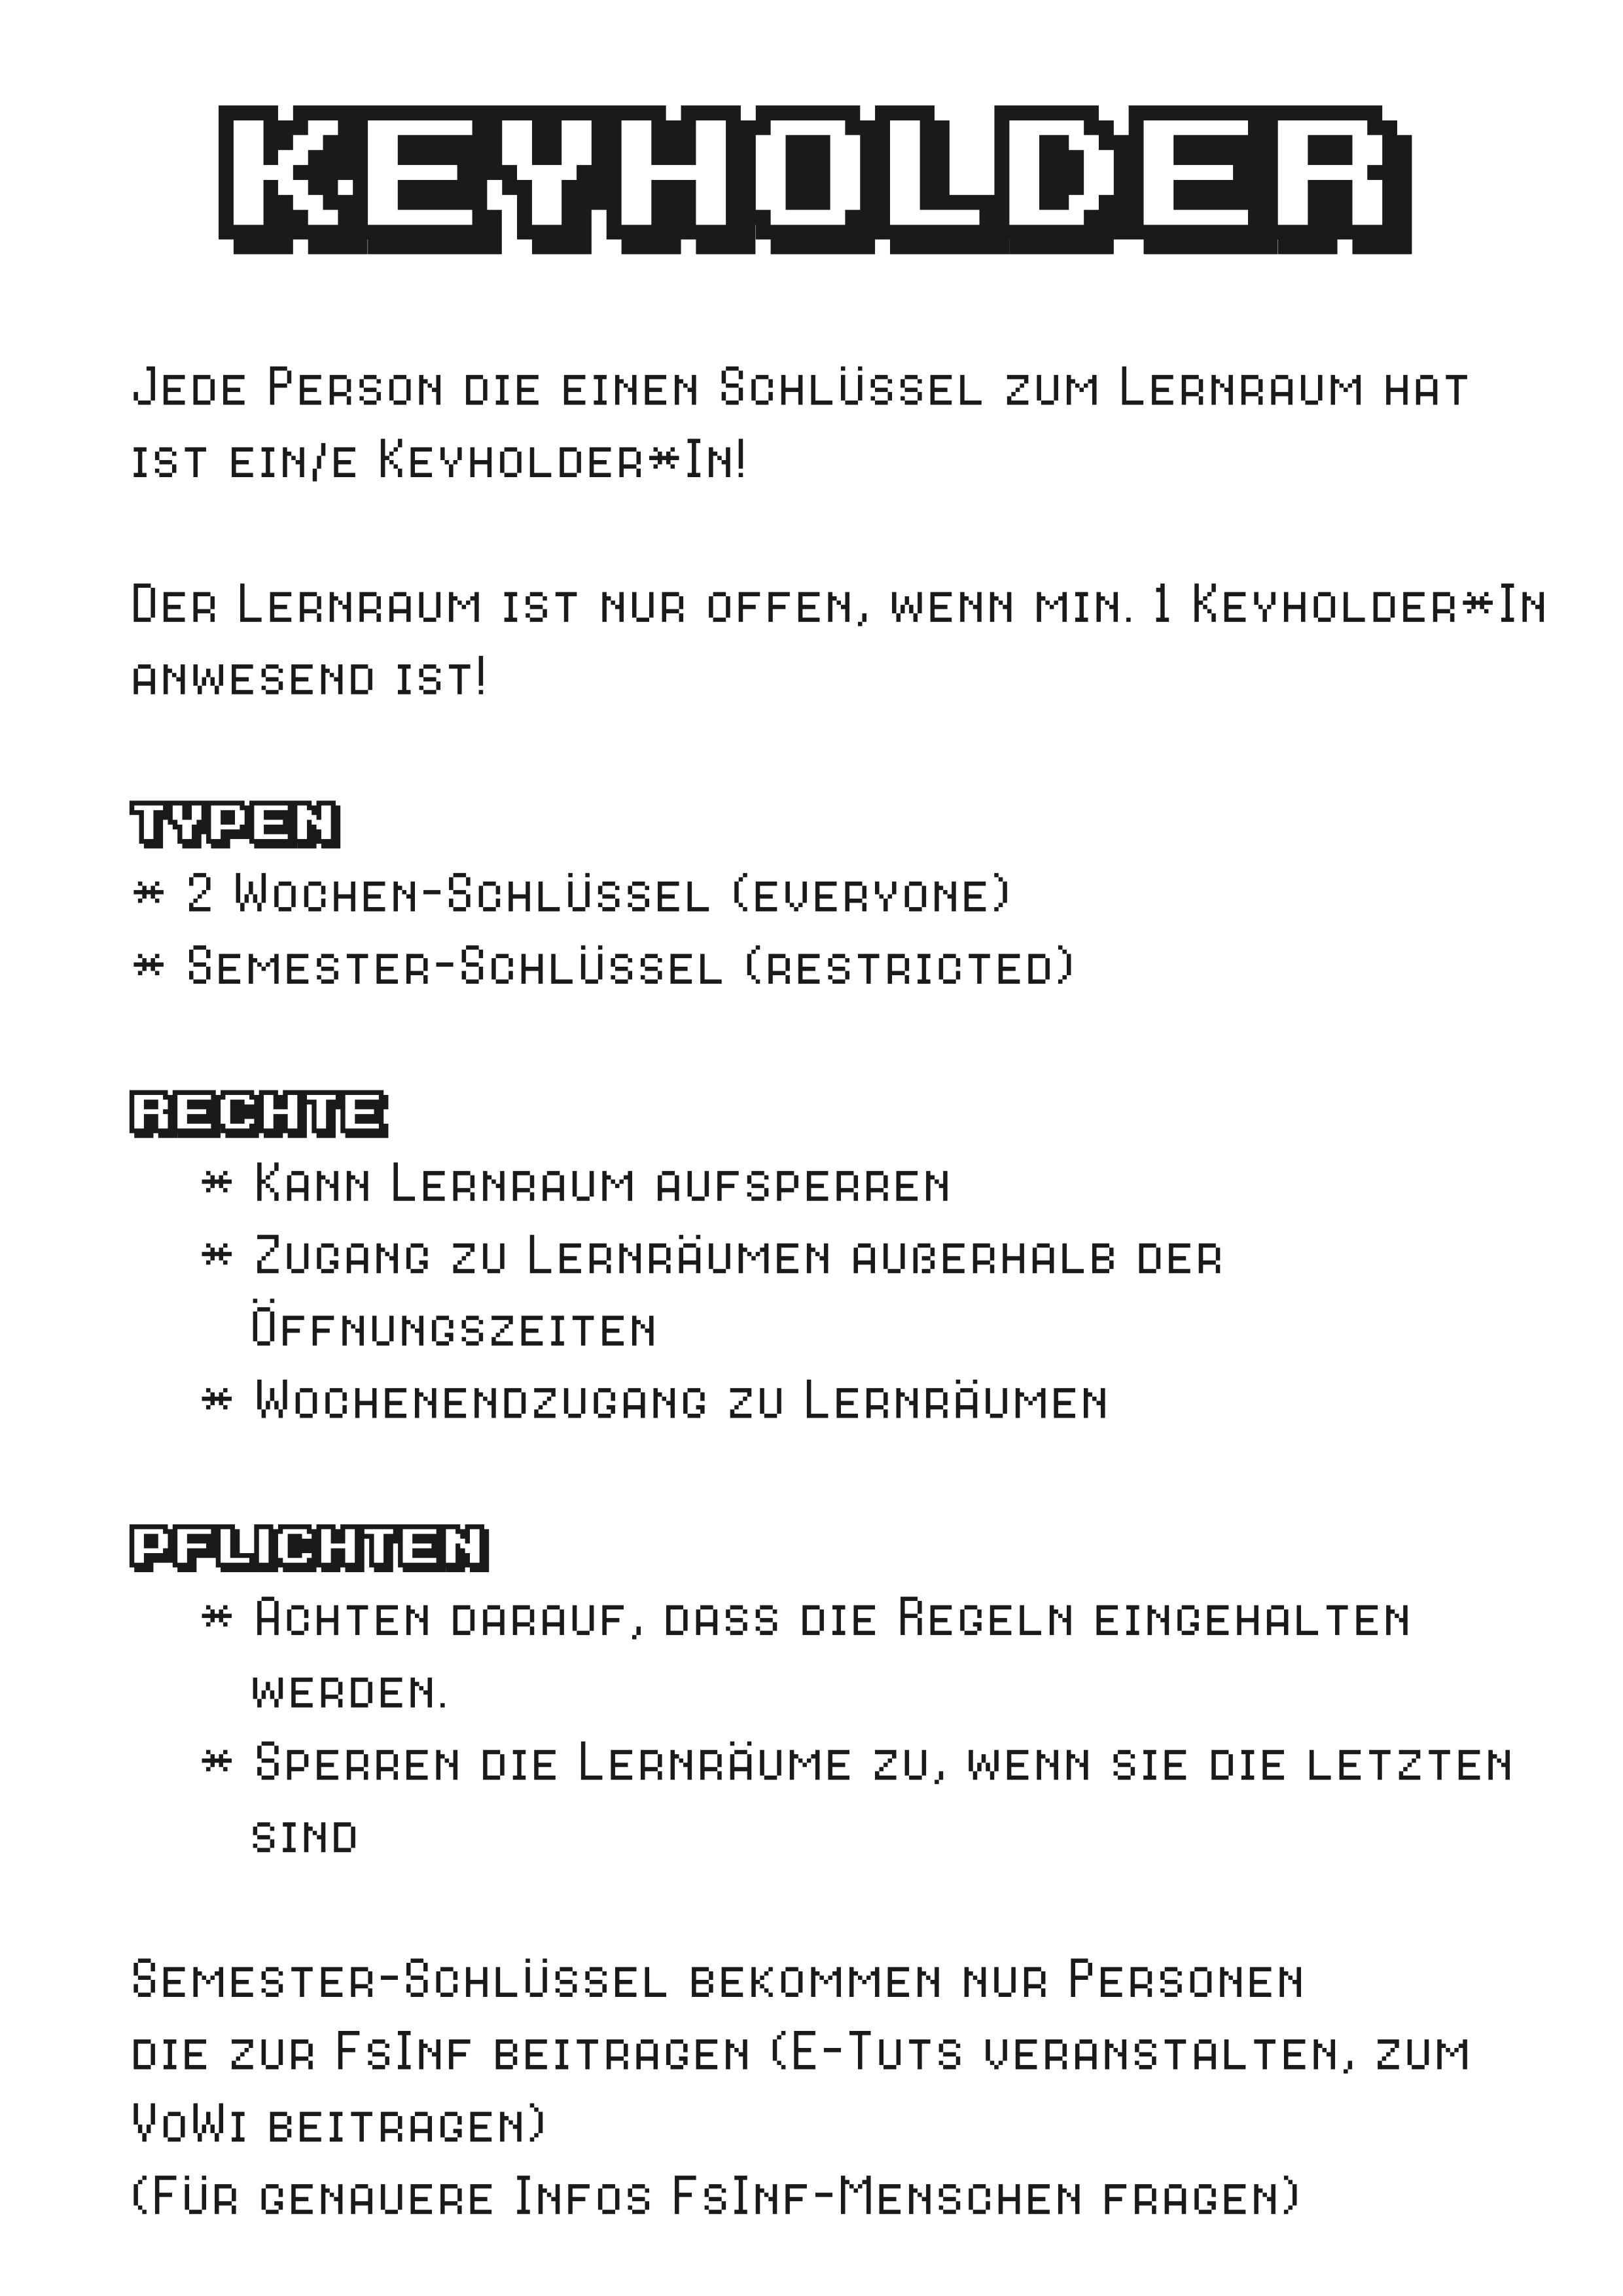 KEYHOLDER
Jede Person die einen Schlüssel zum Lernraum hat
ist ein/e Keyholder*In!
Der Lernraum ist nur offen, wenn min. 1 Keyholder*In
anwesend ist!
TYPEN
* 2 Wochen-Schlüssel (everyone)
* Semester-Schlüssel (restricted)
RECHTE
* Kann Lernraum aufsperren
* Zugang zu Lernräumen außerhalb der
Öffnungszeiten
* Wochenendzugang zu Lernräumen
PFLICHTEN
* Achten darauf, dass die Regeln eingehalten
werden.
* Sperren die Lernräume zu, wenn sie die letzten
sind
Semester-Schlüssel bekommen nur Personen
die zur FsInf beitragen (E-Tuts veranstalten, zum
VoWi beitragen)
(Für genauere Infos FsInf-Menschen fragen)